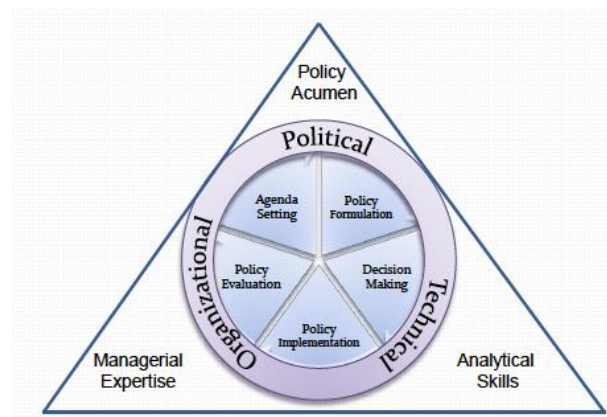 Policy
Acumen
Political
Agenda
Setting
Policy
Formulation
Organizational
Technical
Policy
Evaluation
Decision
Making
Policy
Implementation
Managerial
Expertise
Analytical
Skills